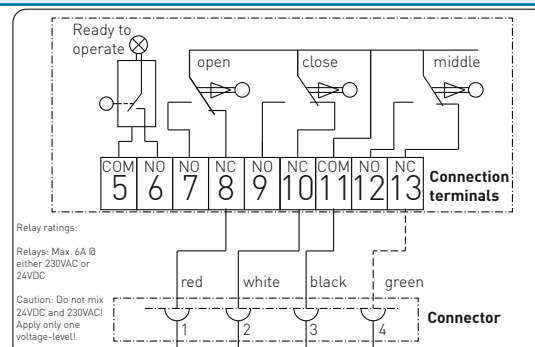 Ready to
operate
open
close
middle
COM NO NO NC NO NC COM NO NC
5 6 7 8 9 10 11 12 13
Connection
terminals
Relay ratings:
Relays: Max. 6A @
either 230VAC or
24VDC
Caution: Do not mix
24VDC and 230VAC!
Apply only one
voltage-level!
red white black green
Connector
1 2 3 4